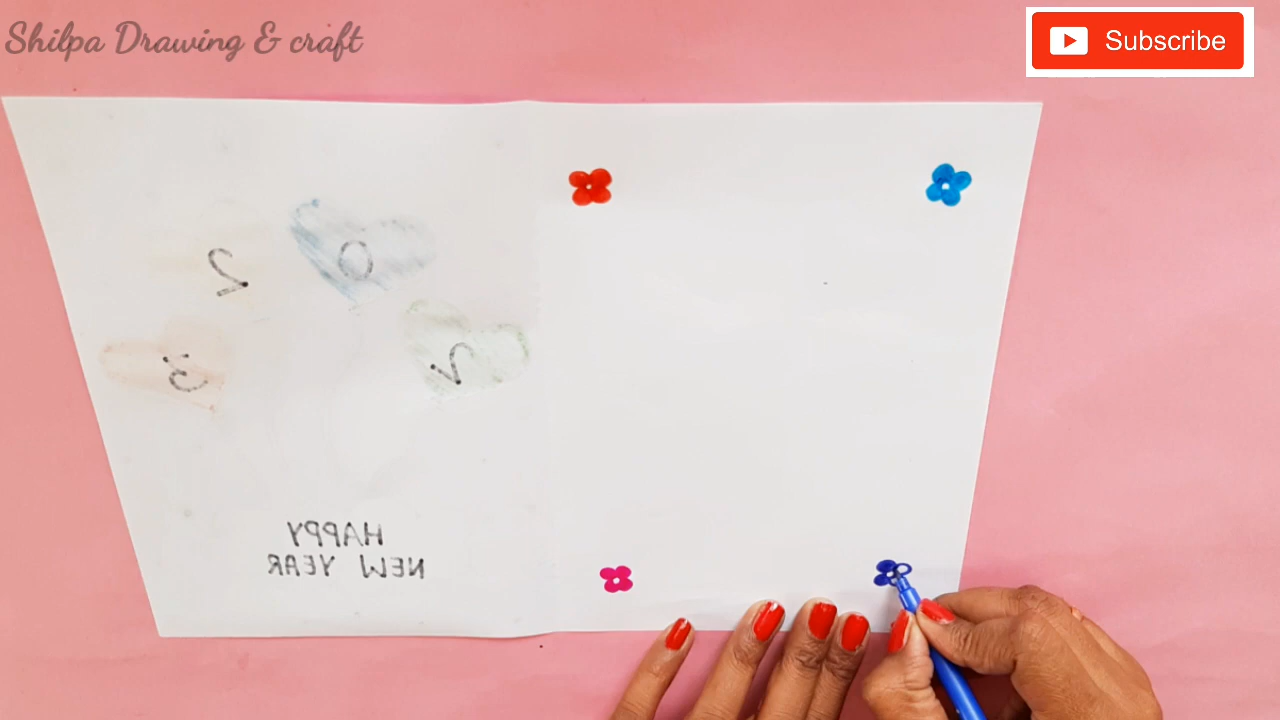 Shilpa Drawing & craft
Subscribe
2
0
2
3
HAPPY
NEW YEAR